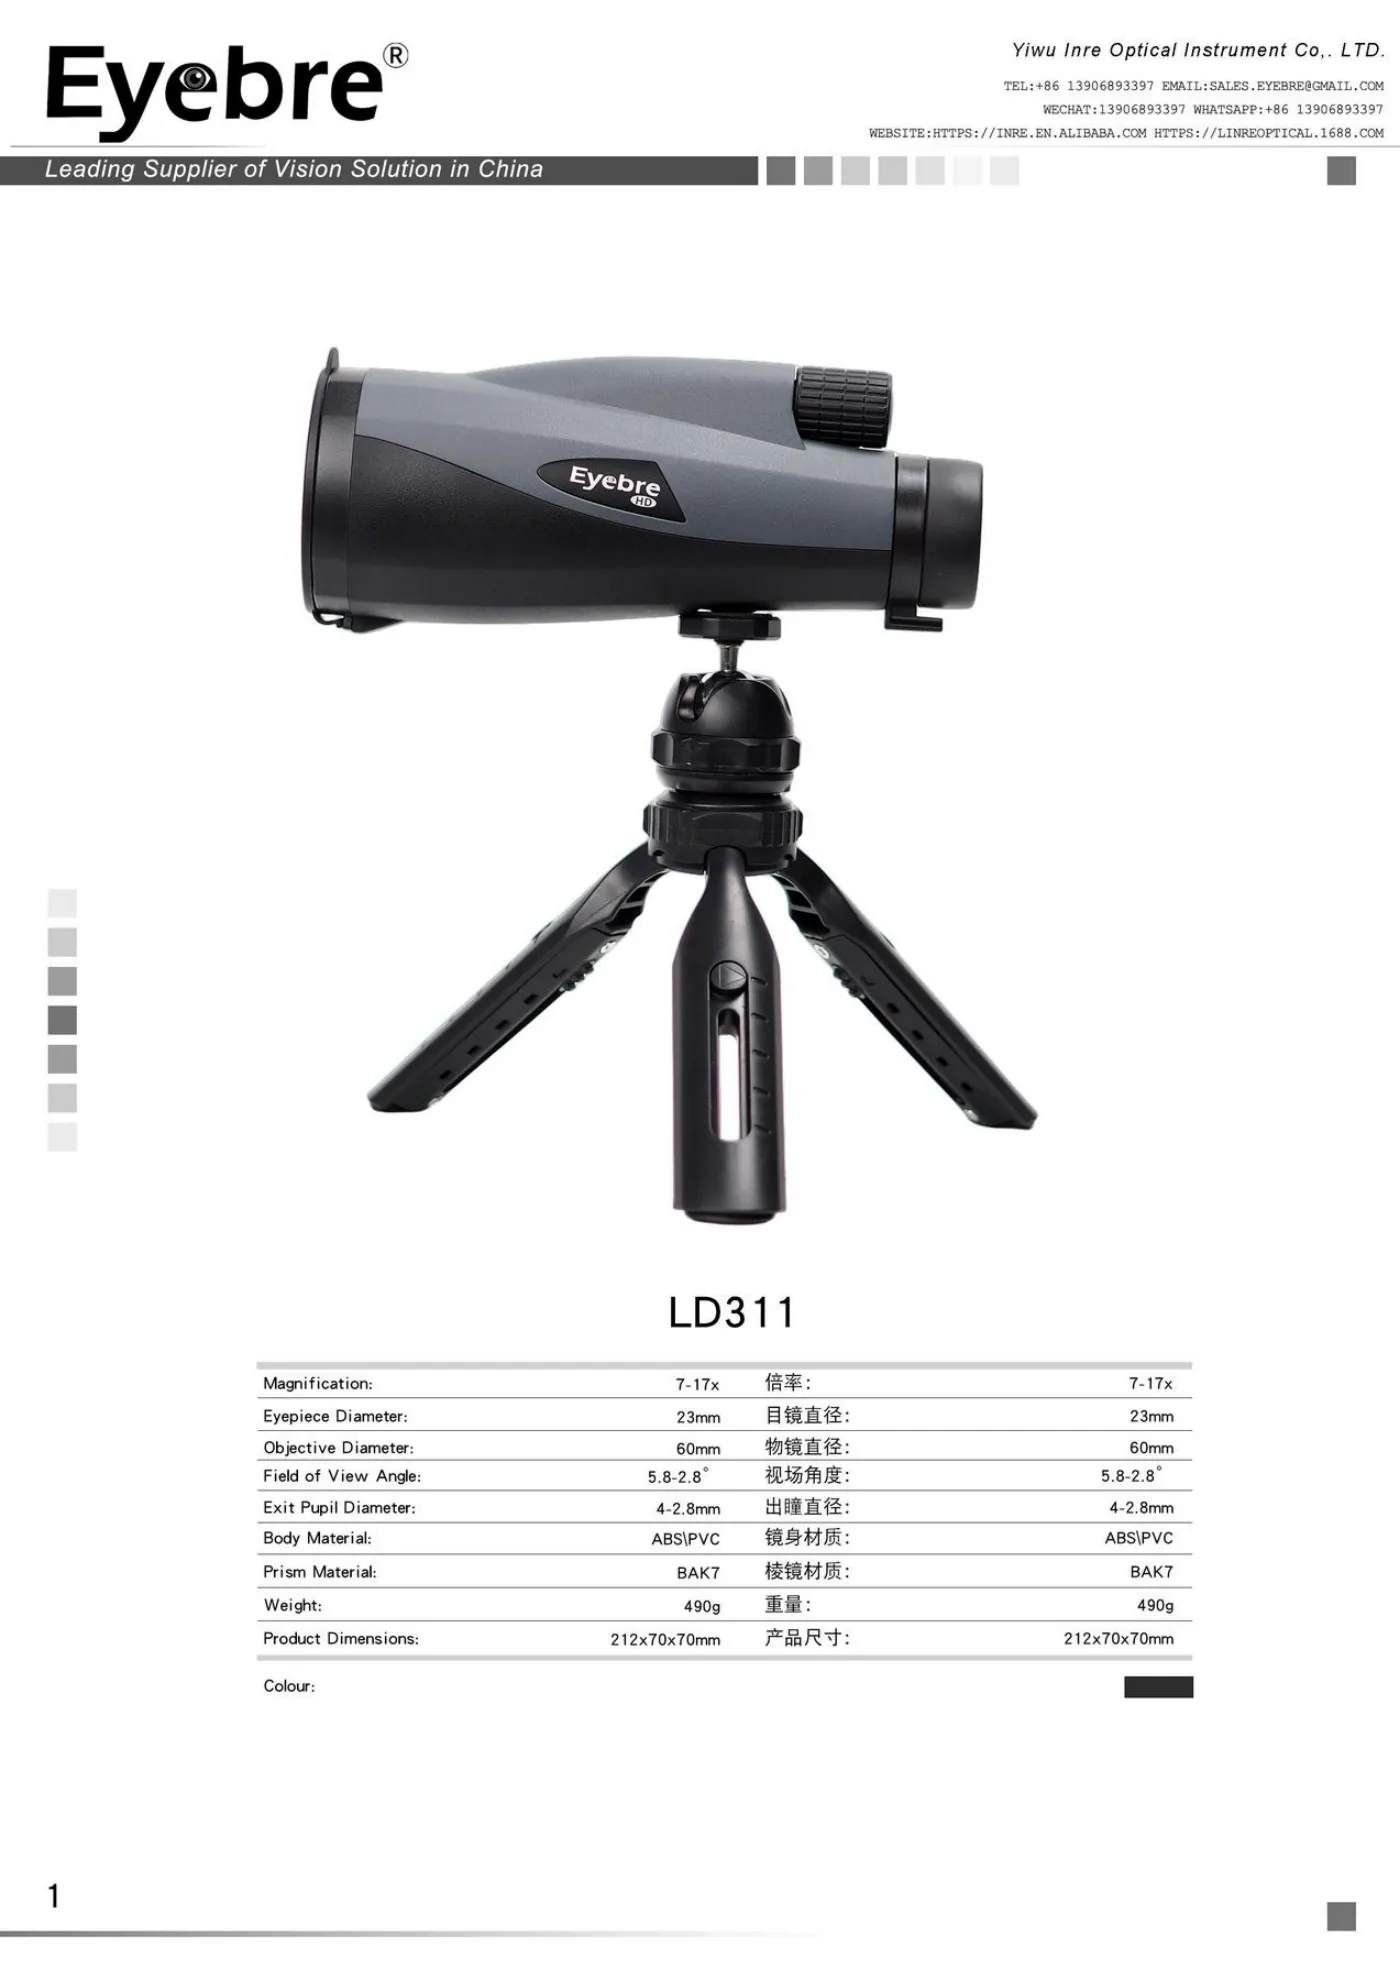 Eyebre®
Yiwu Inre Optical Instrument Co,. LTD.
TEL:+86 13906893397 EMAIL:SALES.EYEBRE@GMAIL.COM
WECHAT:13906893397 WHATSAPP:+86 13906893397
WEBSITE:HTTPS://INRE.EN.ALIBABA.COM HTTPS://LINREOPTICAL.1688.COM
Leading Supplier of Vision Solution in China
Eyebre
HD
LD311
Magnification: 7-17x 倍率: 7-17x
Eyepiece Diameter: 23mm 目镜直径: 23mm
Objective Diameter: 60mm 物镜直径: 60mm
Field of View Angle: 5.8-2.8° 视场角度: 5.8-2.8°
Exit Pupil Diameter: 4-2.8mm 出瞳直径: 4-2.8mm
Body Material: ABS\PVC 镜身材质: ABS\PVC
Prism Material: BAK7 棱镜材质: BAK7
Weight: 490g 重量: 490g
Product Dimensions: 212x70x70mm 产品尺寸: 212x70x70mm
Colour:
1